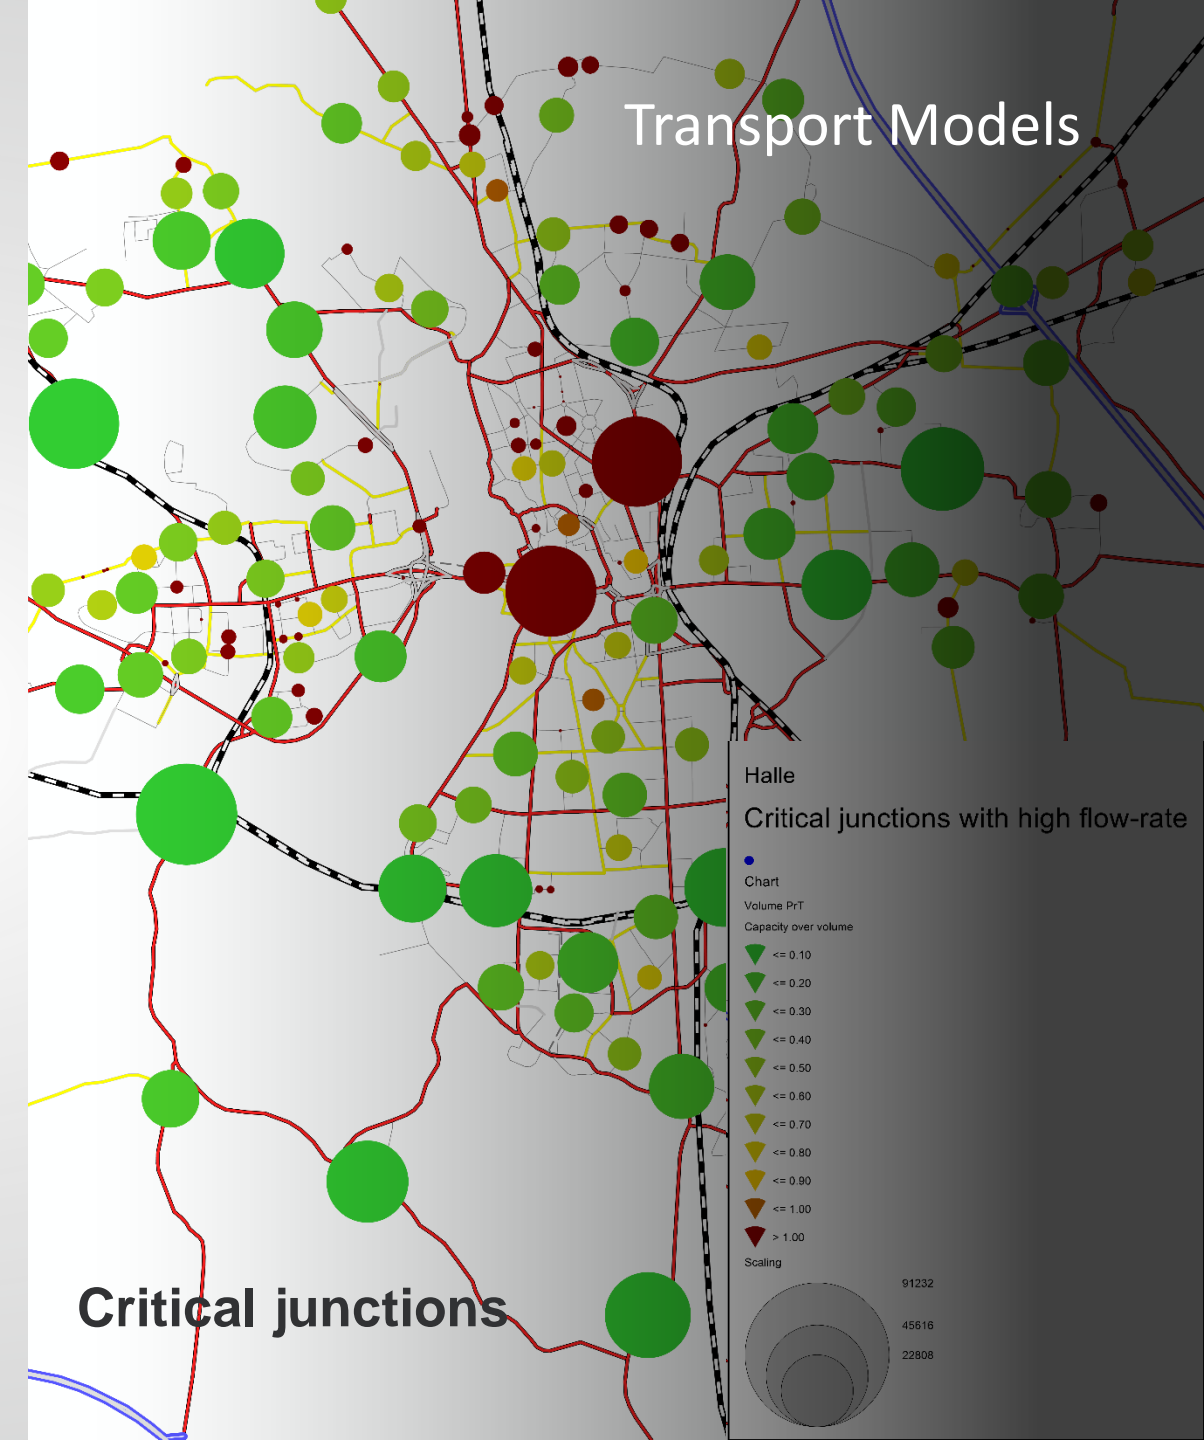 Transport Models
Halle
Critical junctions with high flow-rate
Chart
Volume PrT
Capacity over volume
<= 0.10
<= 0.20
<= 0.30
<= 0.40
<= 0.50
<= 0.60
<= 0.70
<= 0.80
<= 0.90
<= 1.00
> 1.00
Scaling
91232
45616
22808
Critical junctions